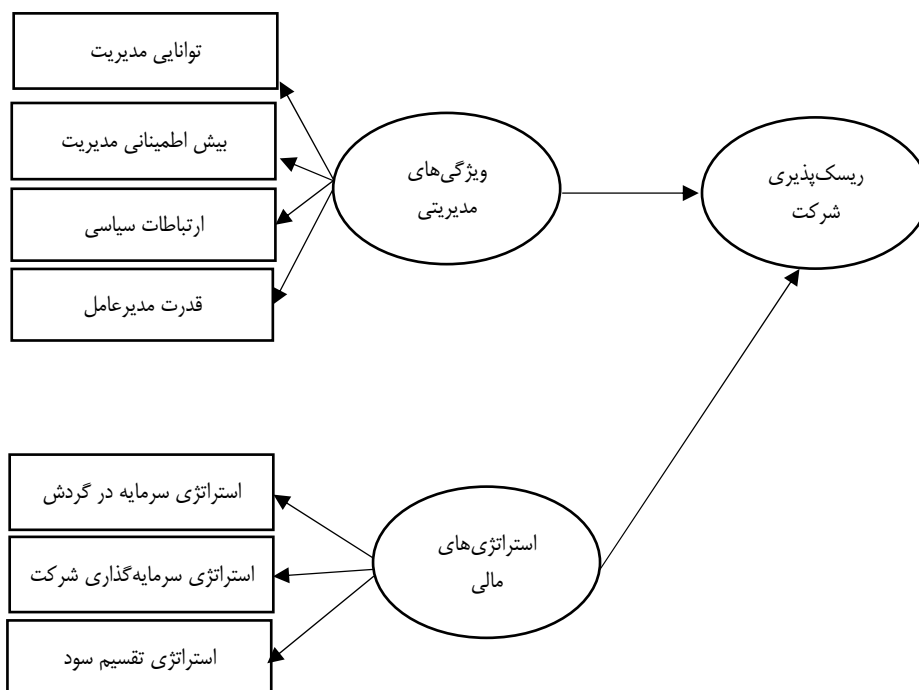 توانایی مدیریت
بیش اطمینانی مدیریت
ارتباطات سیاسی
قدرت مدیرعامل
ویژگی‌های
مدیریتی
ریسک‌پذیری
شرکت
استراتژی سرمایه در گردش
استراتژی سرمایه‌گذاری شرکت
استراتژی تقسیم سود
استراتژی‌های
مالی